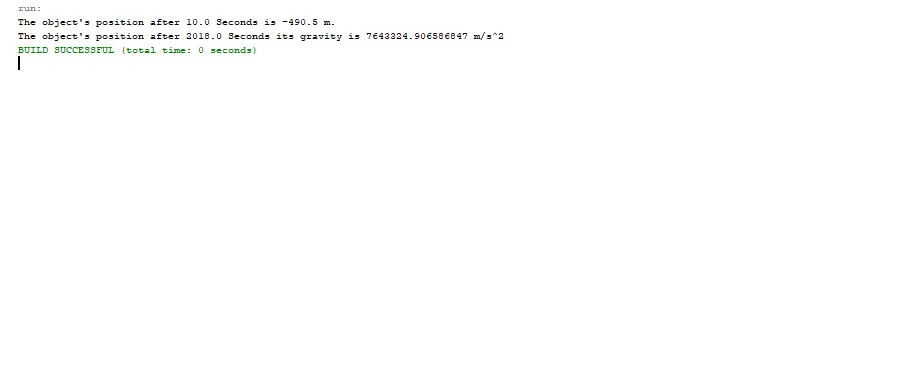 run:
The object's position after 10.0 Seconds is -490.5 m.
The object's position after 2018.0 Seconds its gravity is 7643324.906586847 m/s^2
BUILD SUCCESSFUL (total time: 0 seconds)